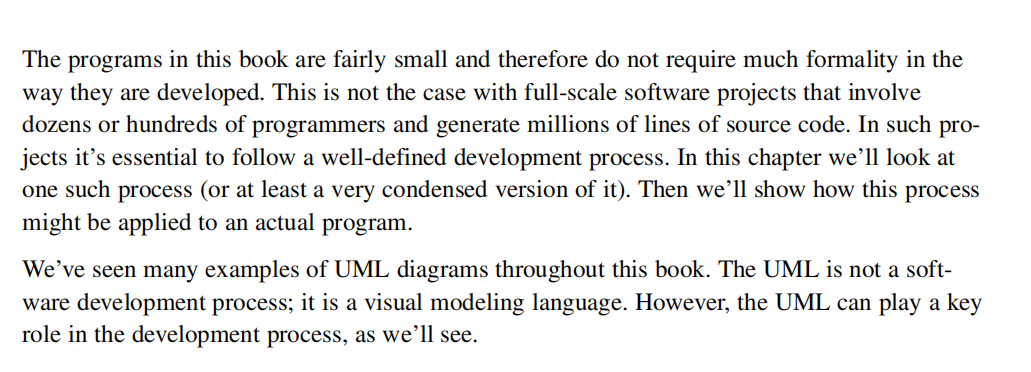 The programs in this book are fairly small and therefore do not require much formality in the
way they are developed. This is not the case with full-scale software projects that involve
dozens or hundreds of programmers and generate millions of lines of source code. In such pro-
jects it’s essential to follow a well-defined development process. In this chapter we’ll look at
one such process (or at least a very condensed version of it). Then we’ll show how this process
might be applied to an actual program.
We’ve seen many examples of UML diagrams throughout this book. The UML is not a soft-
ware development process; it is a visual modeling language. However, the UML can play a key
role in the development process, as we’ll see.